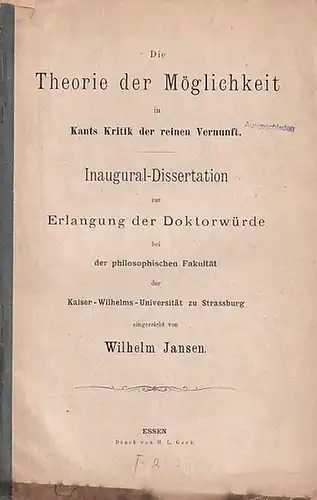 Die
Theorie der Möglichkeit
in
Kants Kritik der reinen Vernunft.
Ausgeschieden
Inaugural-Dissertation
zur
Erlangung der Doktorwürde
bei
der philosophischen Fakultät
der
Kaiser-Wilhelms-Universität zu Strassburg
eingereicht von
Wilhelm Jansen.
ESSEN
Druck von H. L. Geck.